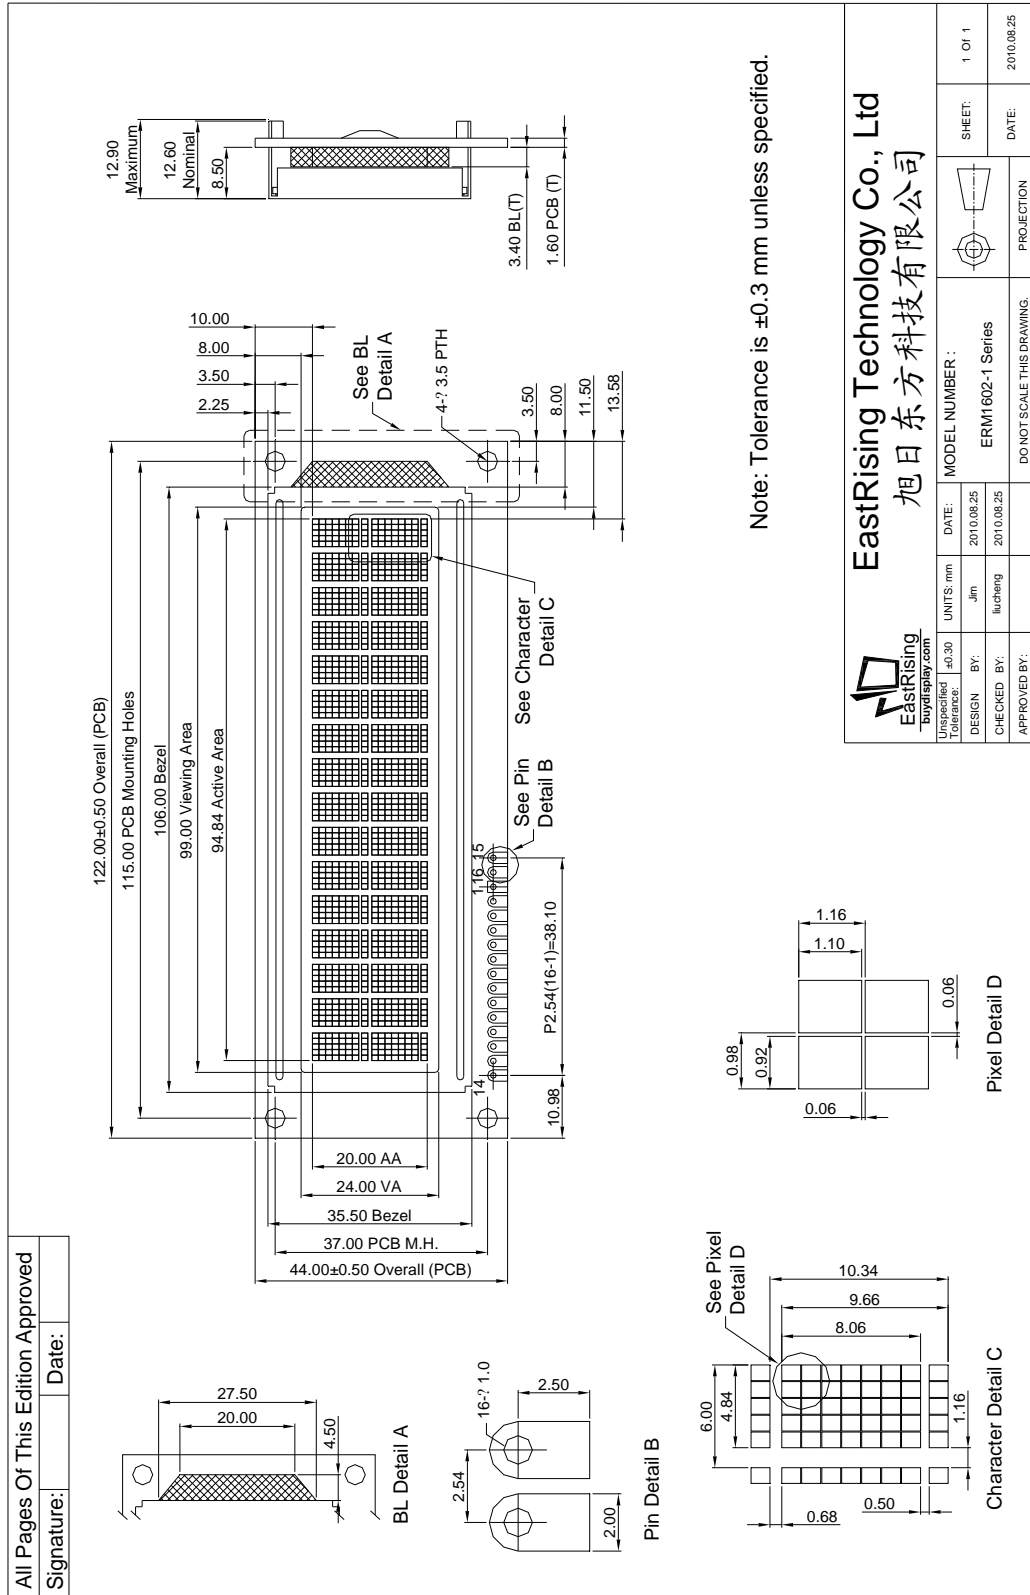 All Pages Of This Edition Approved
Signature:
Date:
12.90
Maximum
12.60
Nominal
8.50
3.40 BL(T)
1.60 PCB (T)
10.00
8.00
3.50
2.25
See BL
Detail A
4-? 3.5 PTH
3.50
8.00
11.50
13.58
122.00±0.50 Overall (PCB)
115.00 PCB Mounting Holes
106.00 Bezel
99.00 Viewing Area
94.84 Active Area
See Character
Detail C
See Pin
Detail B
15
16
1
14
P2.54(16-1)=38.10
10.98
20.00 AA
24.00 VA
35.50 Bezel
37.00 PCB M.H.
44.00±0.50 Overall (PCB)
27.50
20.00
4.50
BL Detail A
16-? 1.0
2.50
2.54
2.00
Pin Detail B
See Pixel
Detail D
10.34
9.66
8.06
6.00
4.84
1.16
0.50
0.68
Character Detail C
1.16
1.10
0.98
0.92
0.06
0.06
Pixel Detail D
Note: Tolerance is ±0.3 mm unless specified.
EastRising Technology Co., Ltd
旭日东方科技有限公司
EastRising
buydisplay.com
Unspecified
Tolerance:
±0.30
UNITS: mm
DATE:
MODEL NUMBER :
ERM1602-1 Series
SHEET:
1 Of 1
DESIGN BY:
Jim
2010.08.25
CHECKED BY:
liucheng
2010.08.25
APPROVED BY:
DO NOT SCALE THIS DRAWING.
PROJECTION
DATE:
2010.08.25